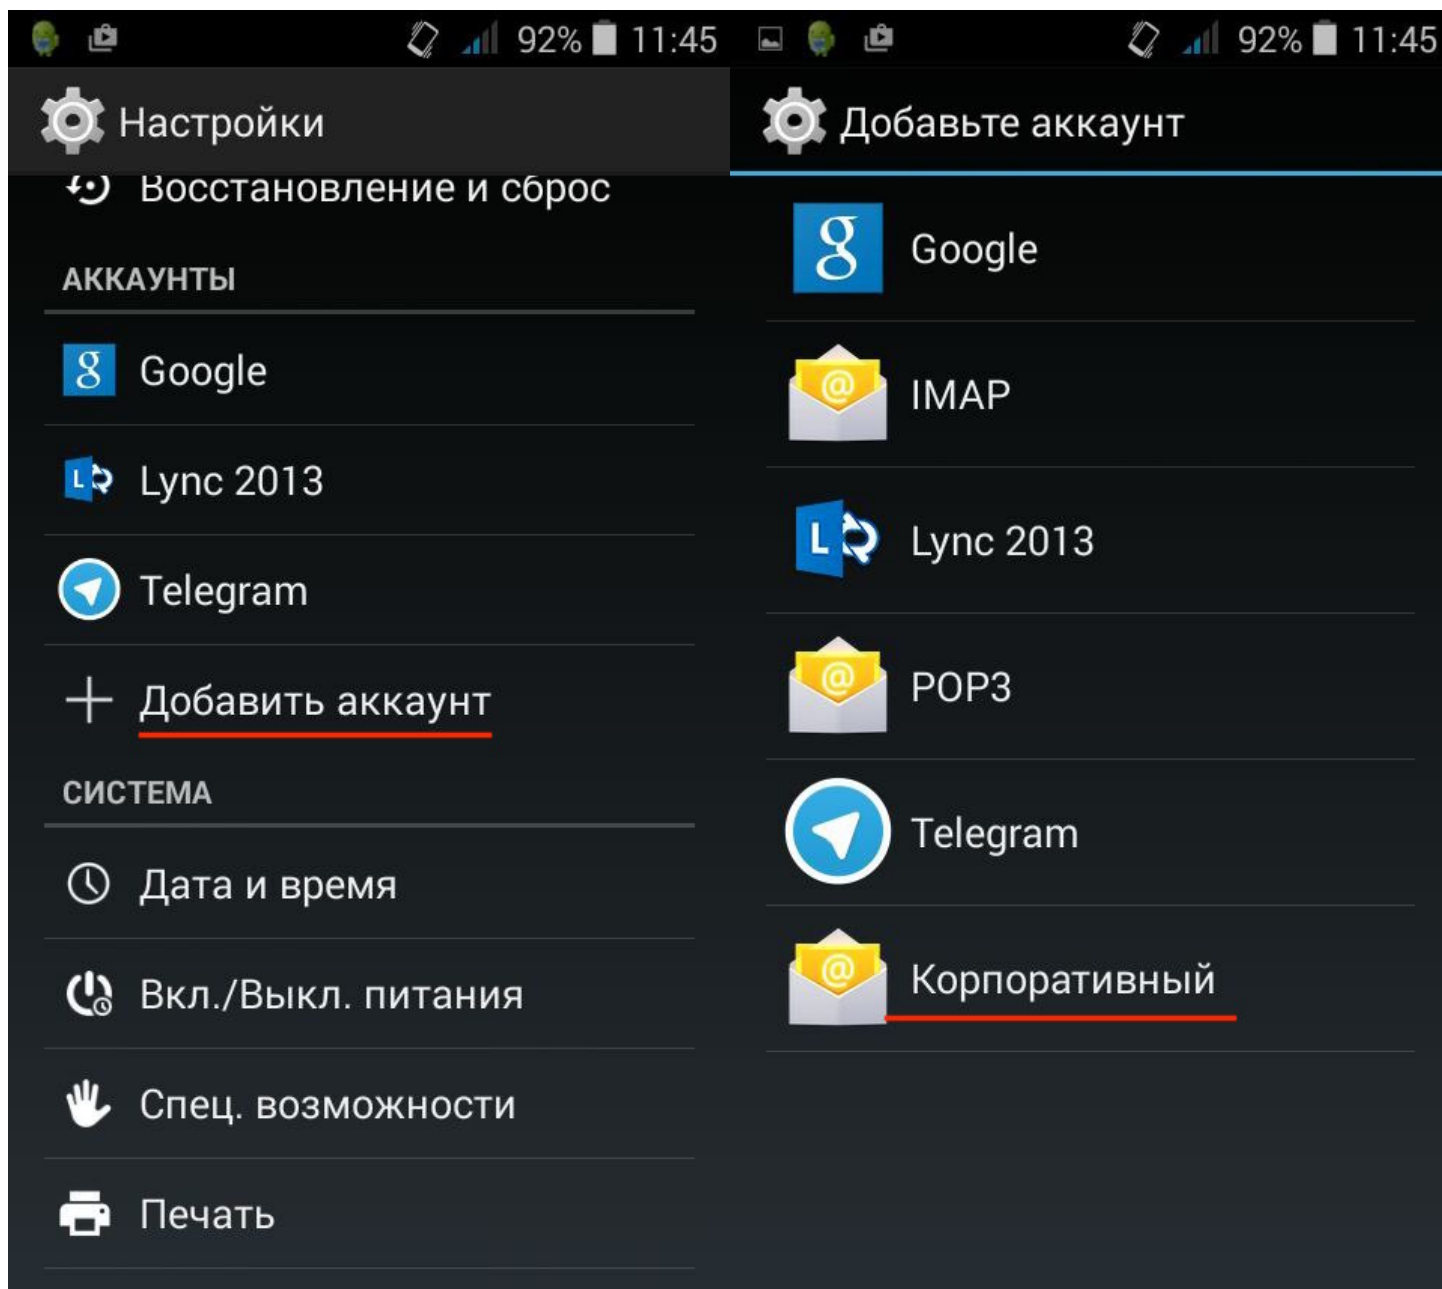 92% 11:45
Настройки
Восстановление и сброс
АККАУНТЫ
Google
Lync 2013
Telegram
Добавить аккаунт
СИСТЕМА
Дата и время
Вкл./Выкл. питания
Спец. возможности
Печать
92% 11:45
Добавьте аккаунт
Google
IMAP
Lync 2013
POP3
Telegram
Корпоративный